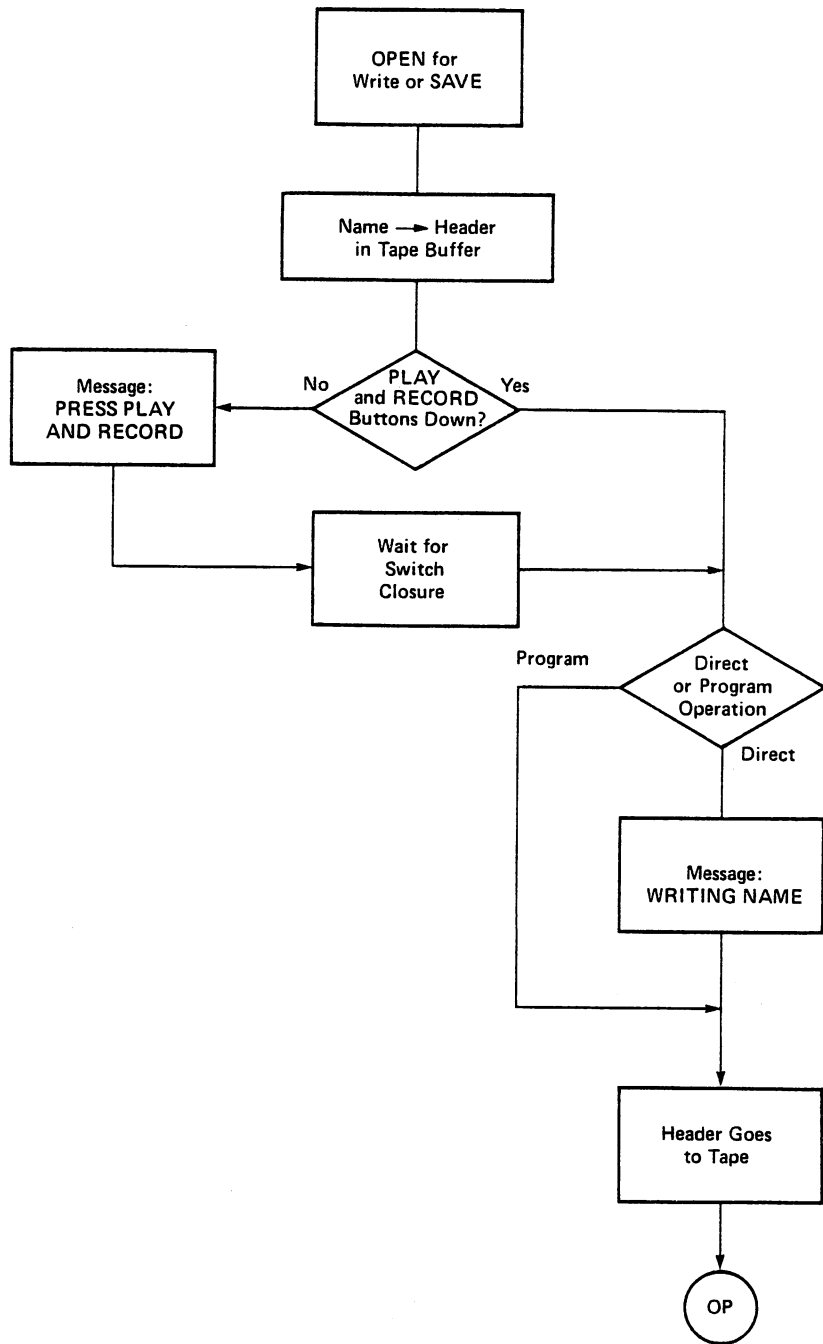 OPEN for
Write or SAVE
Name → Header
in Tape Buffer
No
PLAY
and RECORD
Buttons Down?
Yes
Message:
PRESS PLAY
AND RECORD
Wait for
Switch
Closure
Program
Direct
or Program
Operation
Direct
Message:
WRITING NAME
Header Goes
to Tape
OP